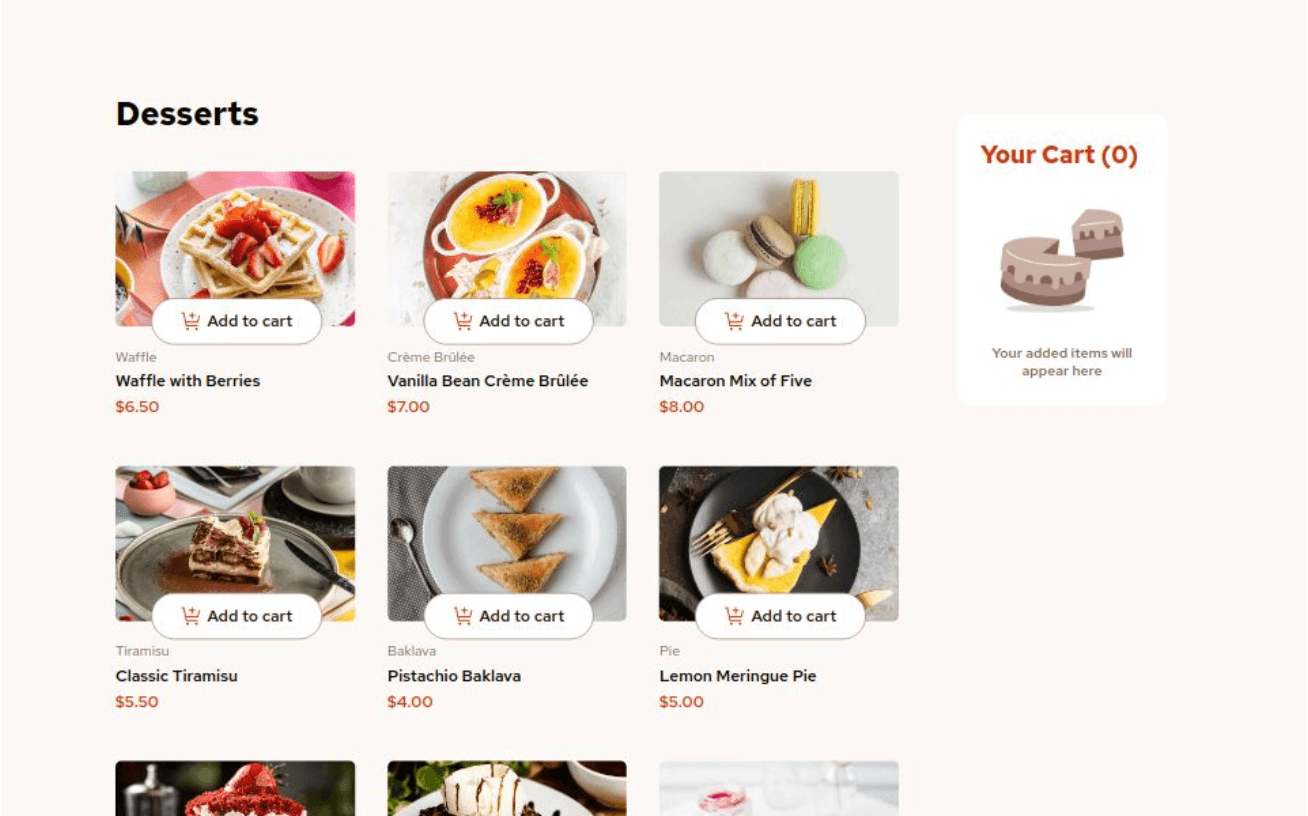 Desserts
Your Cart (0)
Your added items will
appear here
Add to cart
Waffle
Waffle with Berries
$6.50
Add to cart
Crème Brûlée
Vanilla Bean Crème Brûlée
$7.00
Add to cart
Macaron
Macaron Mix of Five
$8.00
Add to cart
Tiramisu
Classic Tiramisu
$5.50
Add to cart
Baklava
Pistachio Baklava
$4.00
Add to cart
Pie
Lemon Meringue Pie
$5.00